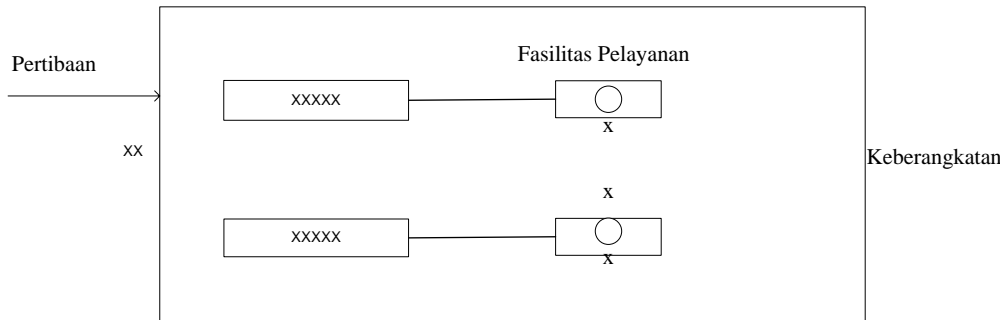 Fasilitas Pelayanan
Pertibaan
XXXXX
x
XX
Keberangkatan
x
XXXXX
x